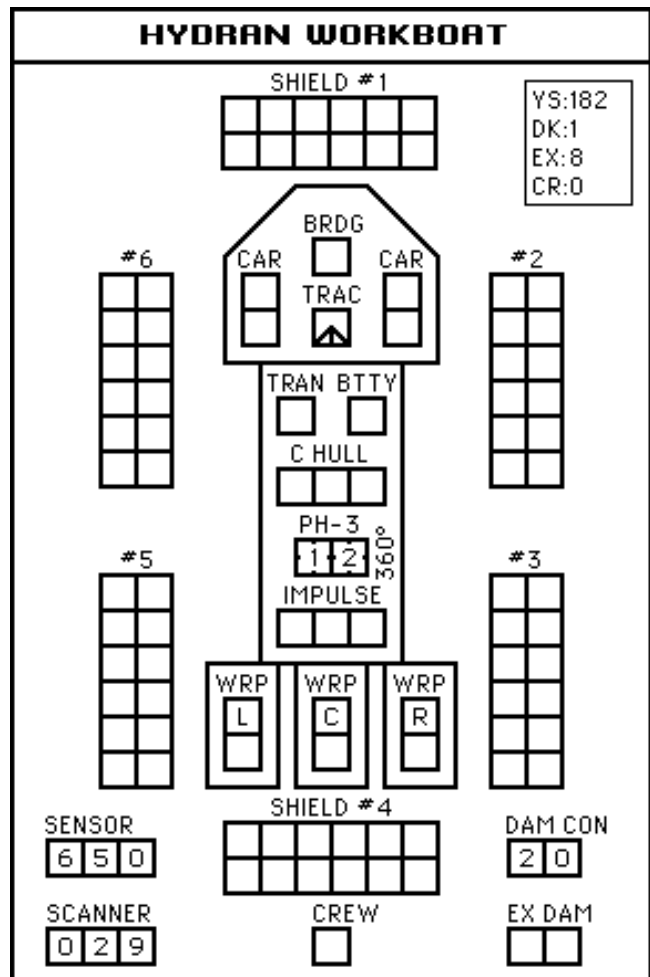 HYDRAN WORKBOAT
SHIELD #1
YS:182
DK:1
EX:8
CR:0
BRDG
#6
CAR
CAR
#2
TRAC
TRAN BTTY
C HULL
PH-3
1 2
360°
#5
#3
IMPULSE
WRP
WRP
WRP
L
C
R
SHIELD #4
SENSOR
6 5 0
DAM CON
2 0
SCANNER
0 2 9
CREW
EX DAM